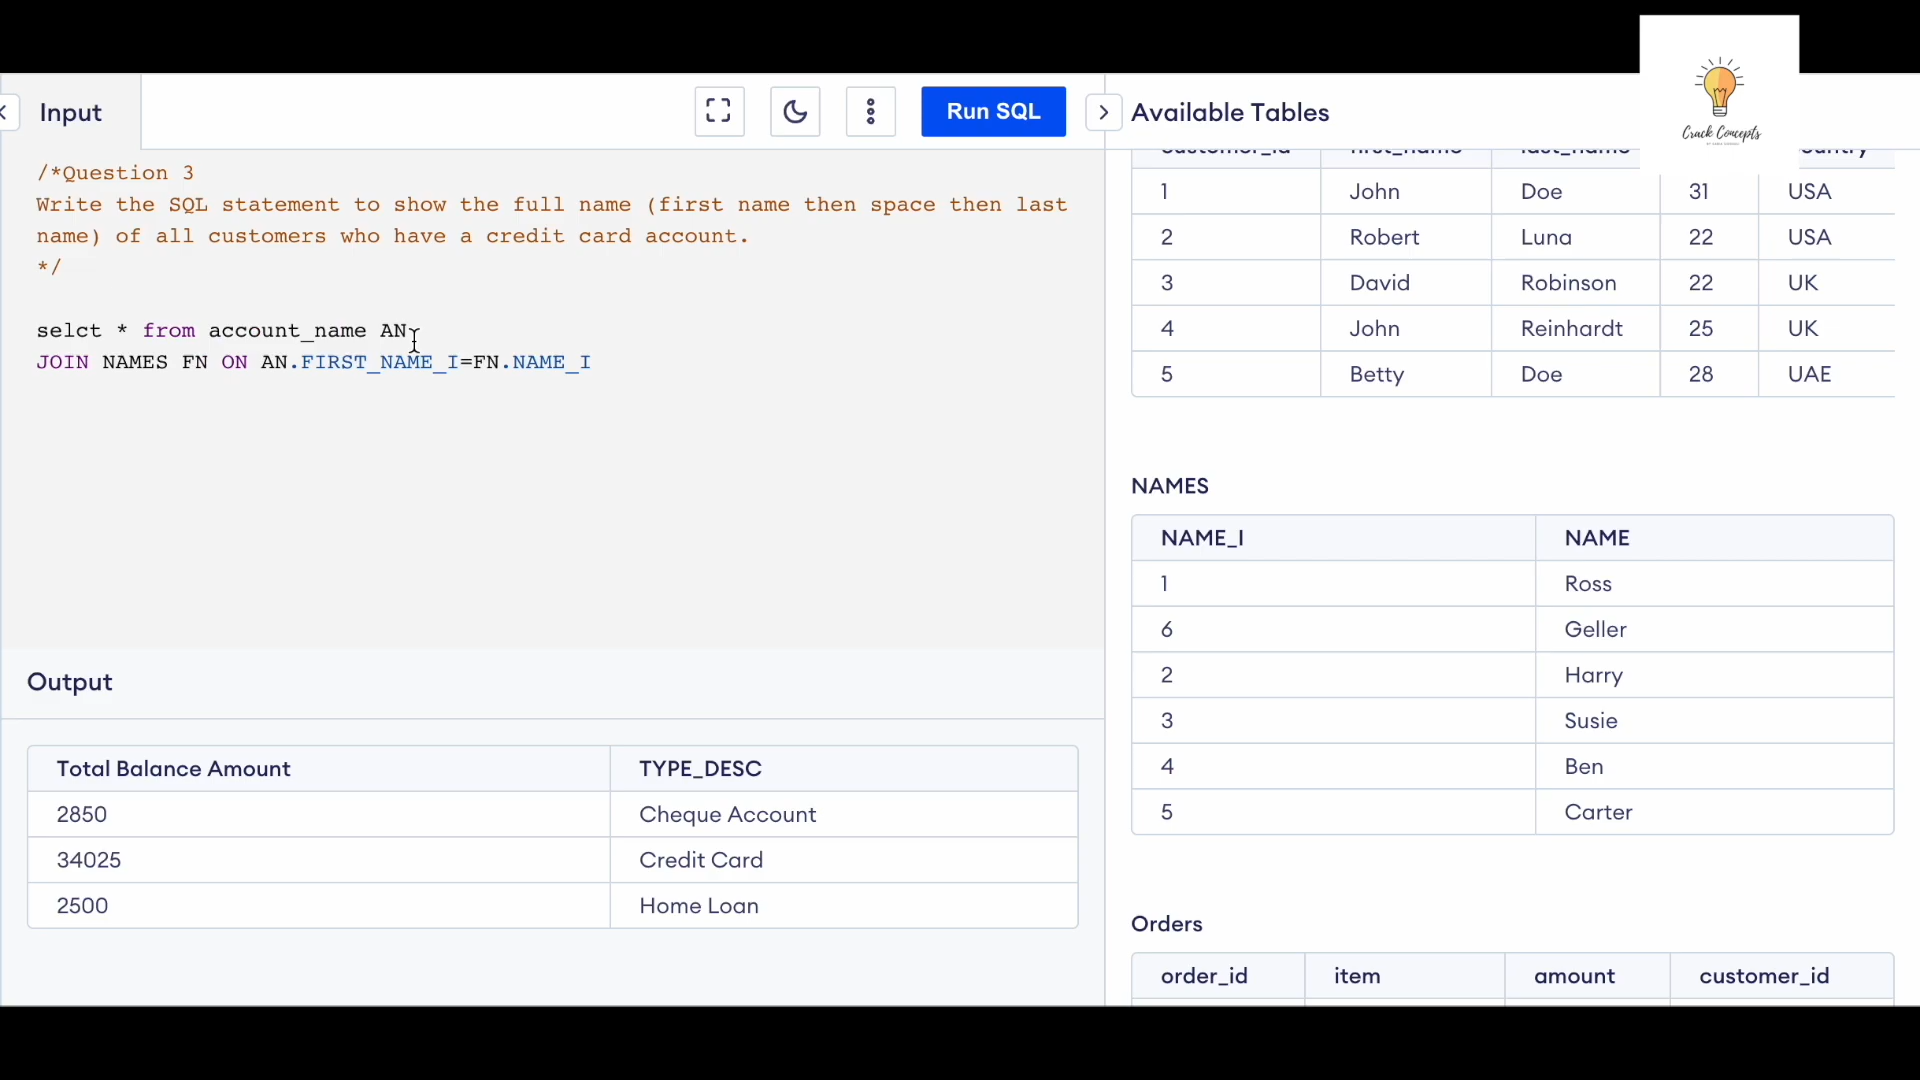 Input
Run SQL
Available Tables
Crack Concepts
/*Question 3
Write the SQL statement to show the full name (first name then space then last
name) of all customers who have a credit card account.
*/
selct * from account_name AN
JOIN NAMES FN ON AN.FIRST_NAME_I=FN.NAME_I
Output
Total Balance Amount TYPE_DESC
2850 Cheque Account
34025 Credit Card
2500 Home Loan
customer_id first_name last_name
1 John Doe 31 USA
2 Robert Luna 22 USA
3 David Robinson 22 UK
4 John Reinhardt 25 UK
5 Betty Doe 28 UAE
NAMES
NAME_I NAME
1 Ross
6 Geller
2 Harry
3 Susie
4 Ben
5 Carter
Orders
order_id item amount customer_id